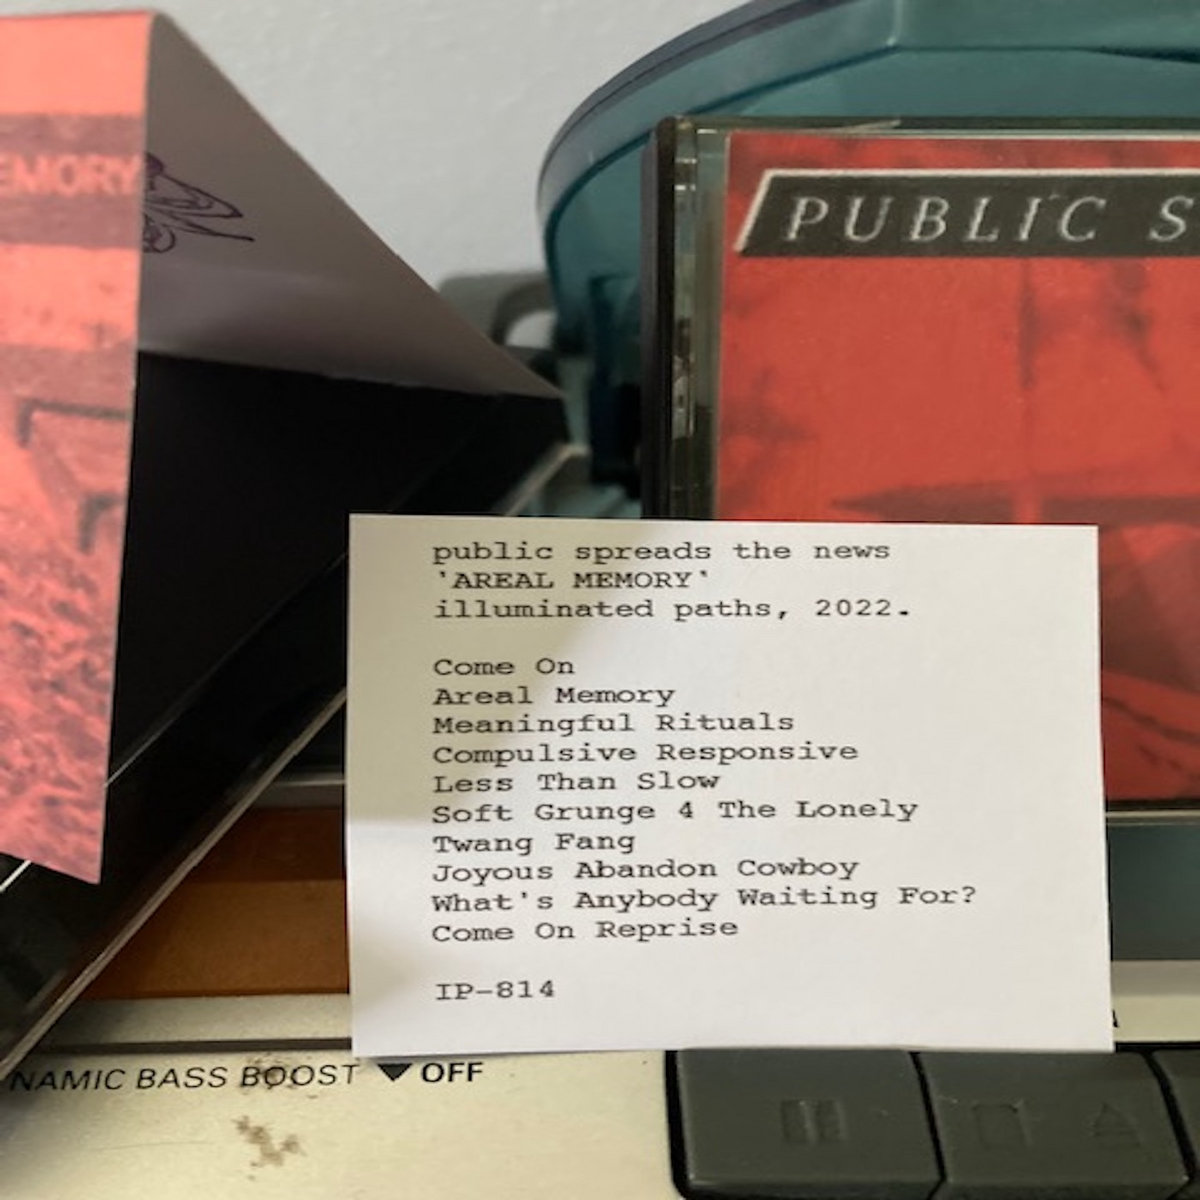 EMORY
PUBLIC S
public spreads the news
'AREAL MEMORY'
illuminated paths, 2022.
Come On
Areal Memory
Meaningful Rituals
Compulsive Responsive
Less Than Slow
Soft Grunge 4 The Lonely
Twang Fang
Joyous Abandon Cowboy
What's Anybody Waiting For?
Come On Reprise
IP-814
NAMIC BASS BOOST ▼ OFF